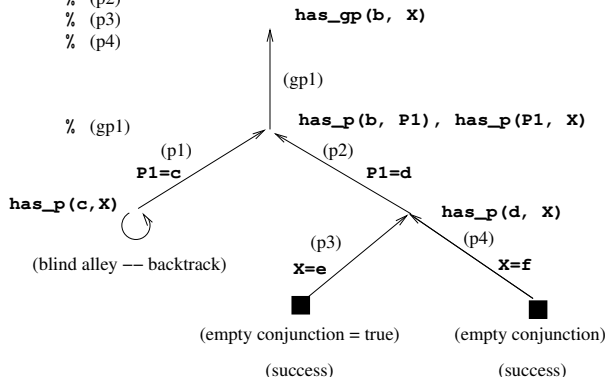 % (p2)
% (p3)
% (p4)
has_gp(b, X)
(gp1)
% (gp1)
has_p(b, P1), has_p(P1, X)
(p1)
P1=c
(p2)
P1=d
has_p(c,X)
has_p(d, X)
(blind alley −− backtrack)
(p3)
X=e
(p4)
X=f
(empty conjunction = true)
(empty conjunction)
(success)
(success)